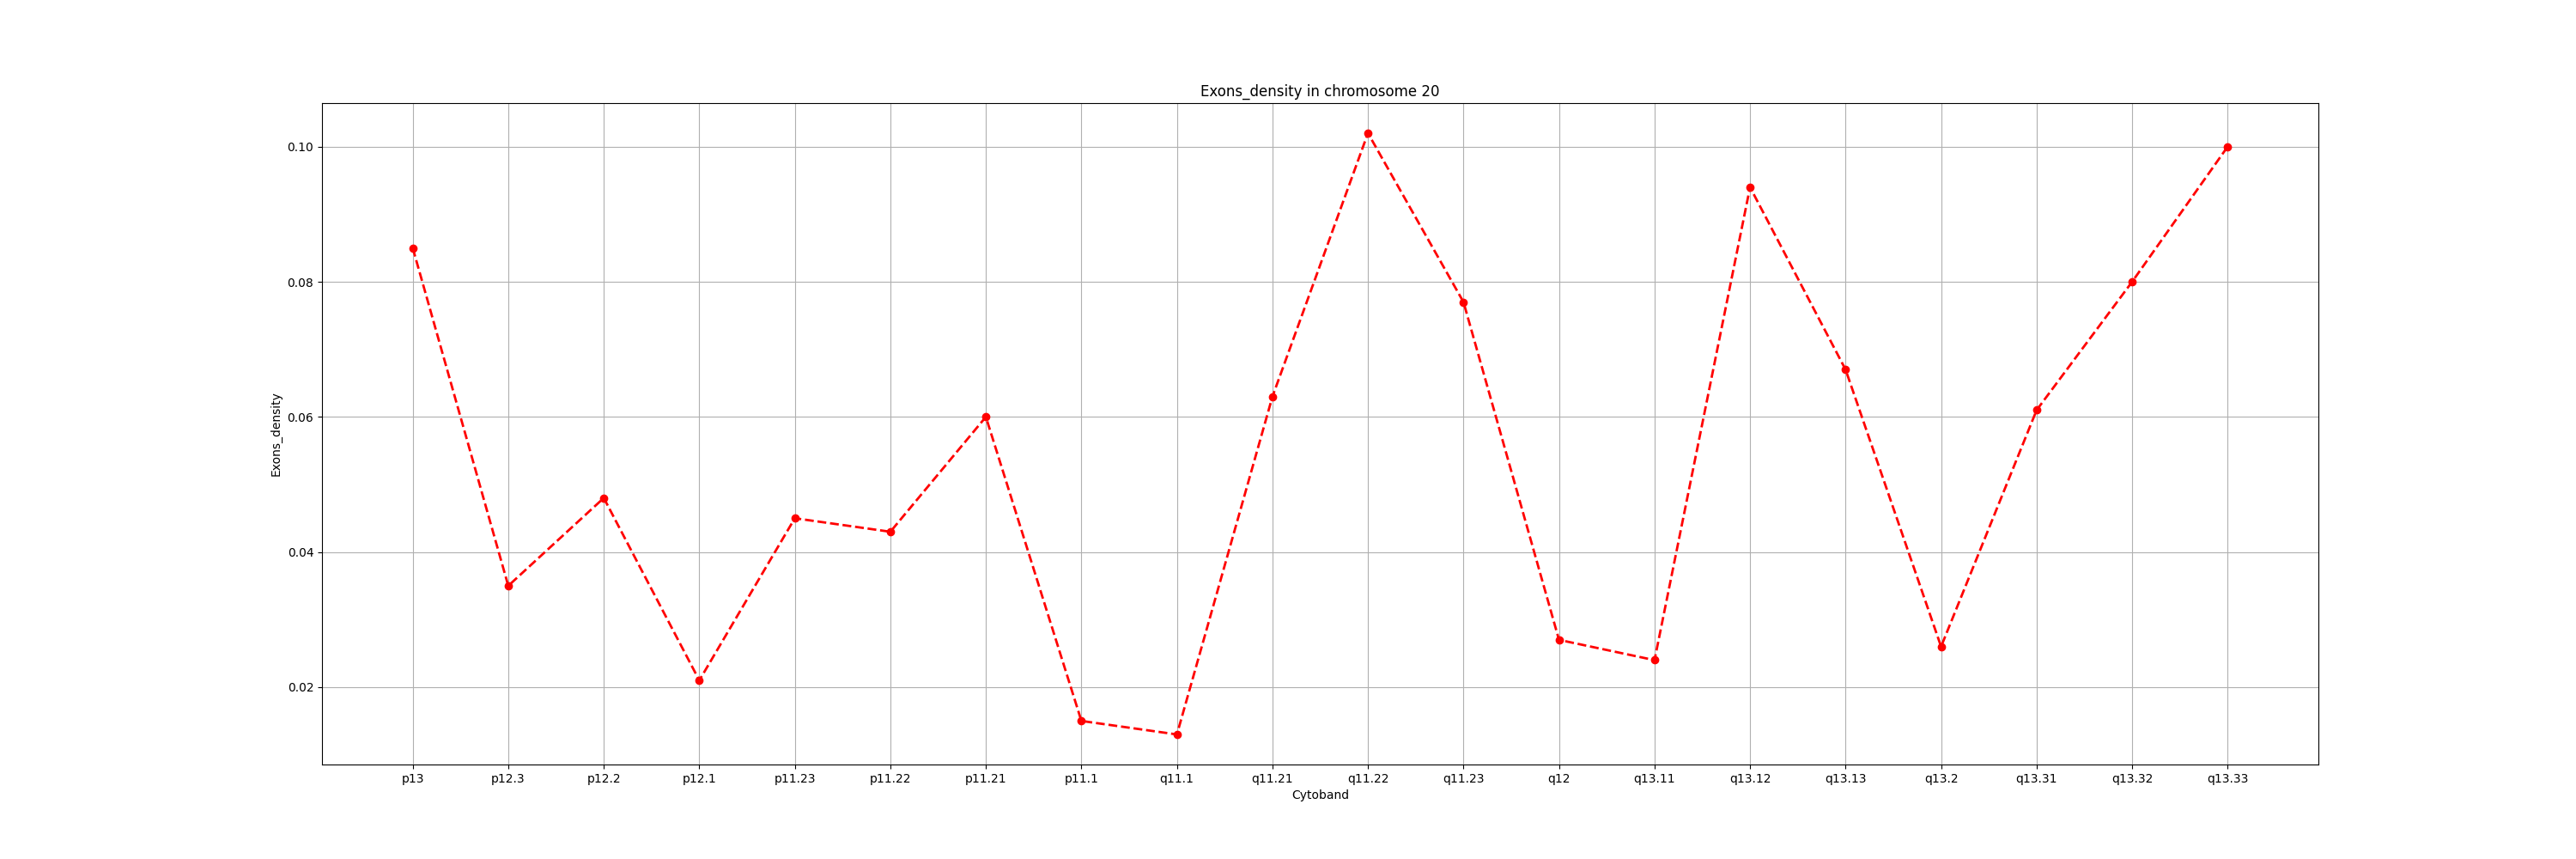 Exons_density in chromosome 20
0.10
0.08
0.06
0.04
0.02
Exons_density
p13 p12.3 p12.2 p12.1 p11.23 p11.22 p11.21 p11.1 q11.1 q11.21 q11.22 q11.23 q12 q13.11 q13.12 q13.13 q13.2 q13.31 q13.32 q13.33
Cytoband